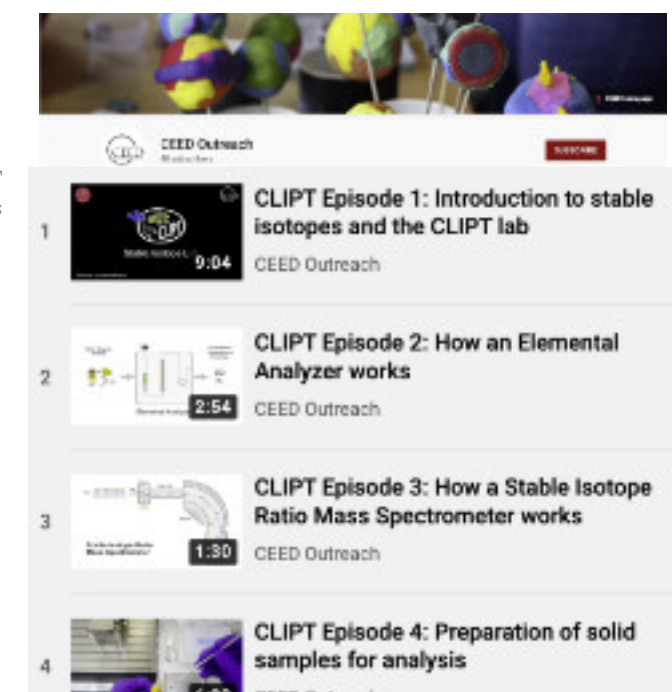 CEED Outreach
SUBSCRIBE
1
CLIPT Episode 1: Introduction to stable
isotopes and the CLIPT lab
CEED Outreach
9:04
2
CLIPT Episode 2: How an Elemental
Analyzer works
CEED Outreach
2:54
3
CLIPT Episode 3: How a Stable Isotope
Ratio Mass Spectrometer works
CEED Outreach
1:30
4
CLIPT Episode 4: Preparation of solid
samples for analysis